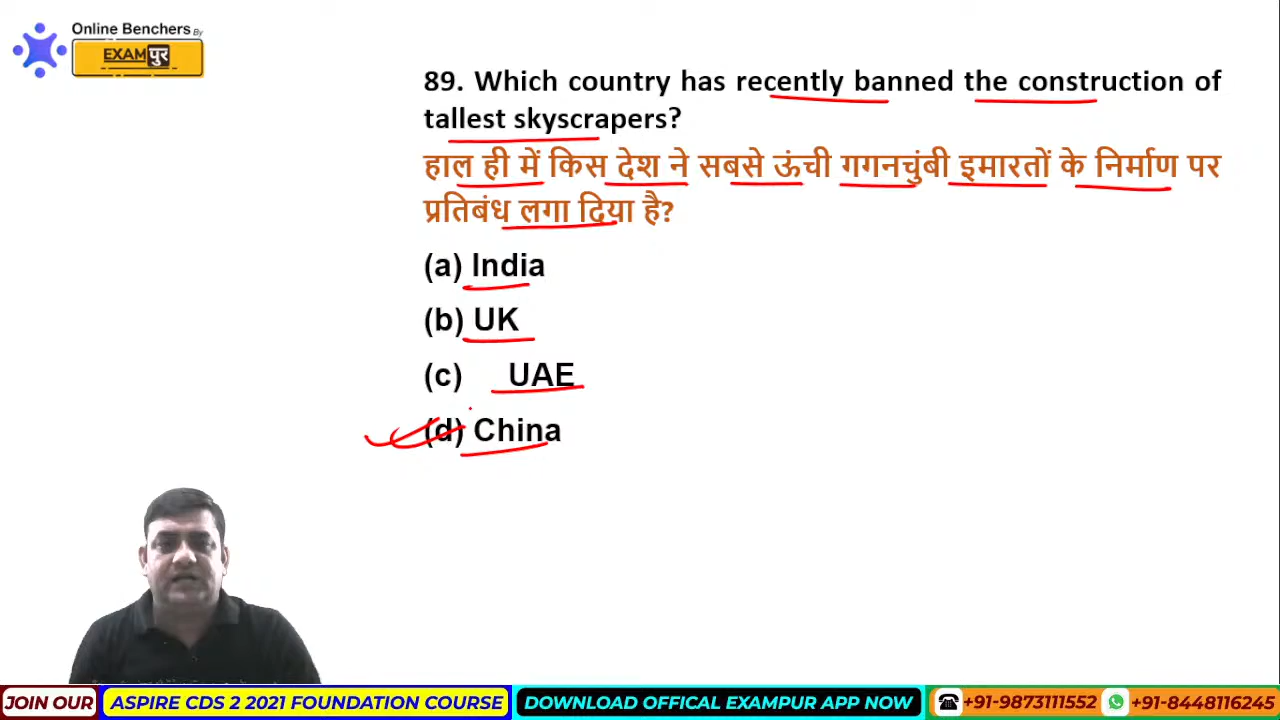 Online Benchers By
EXAMपुर
89. Which country has recently banned the construction of
tallest skyscrapers?
हाल ही में किस देश ने सबसे ऊंची गगनचुंबी इमारतों के निर्माण पर
प्रतिबंध लगा दिया है?
(a) India
(b) UK
(c) UAE
(d) China
JOIN OUR ASPIRE CDS 2 2021 FOUNDATION COURSE DOWNLOAD OFFICAL EXAMPUR APP NOW +91-9873111552 +91-8448116245